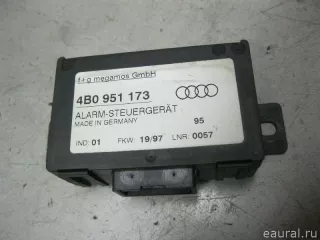 f+g megamos GmbH
4B0 951 173
ALARM-STEUERGERÄT
MADE IN GERMANY 95
IND: 01 FKW: 19/97 LNR: 0057
eaural.ru